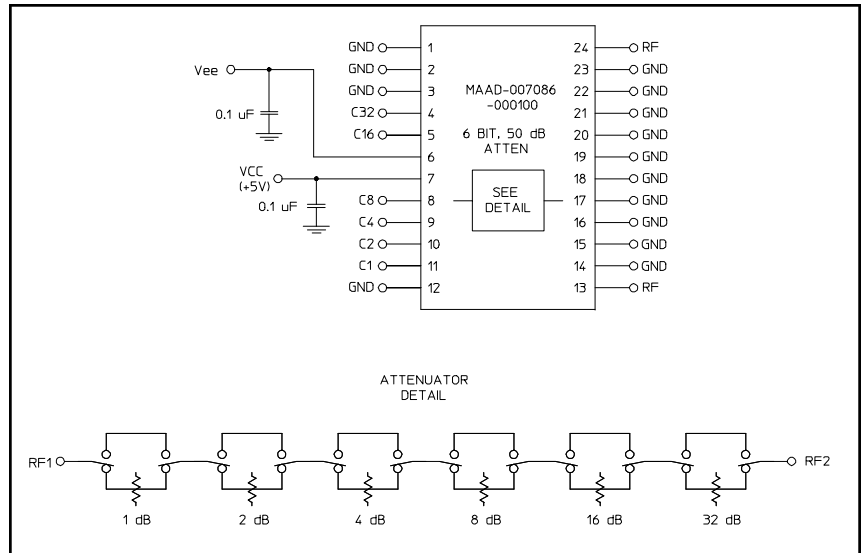 GND 1 24 RF
GND 2 23 GND
Vee
GND 3 MAAD-007086 22 GND
-000100
0.1 uF
C32 4 21 GND
C16 5 6 BIT, 50 dB 20 GND
ATTEN
6 19 GND
VCC
(+5V)
7 18 GND
0.1 uF
C8 8 SEE 17 GND
DETAIL
C4 9 16 GND
C2 10 15 GND
C1 11 14 GND
GND 12 13 RF
ATTENUATOR
DETAIL
RF1 RF2
1 dB 2 dB 4 dB 8 dB 16 dB 32 dB